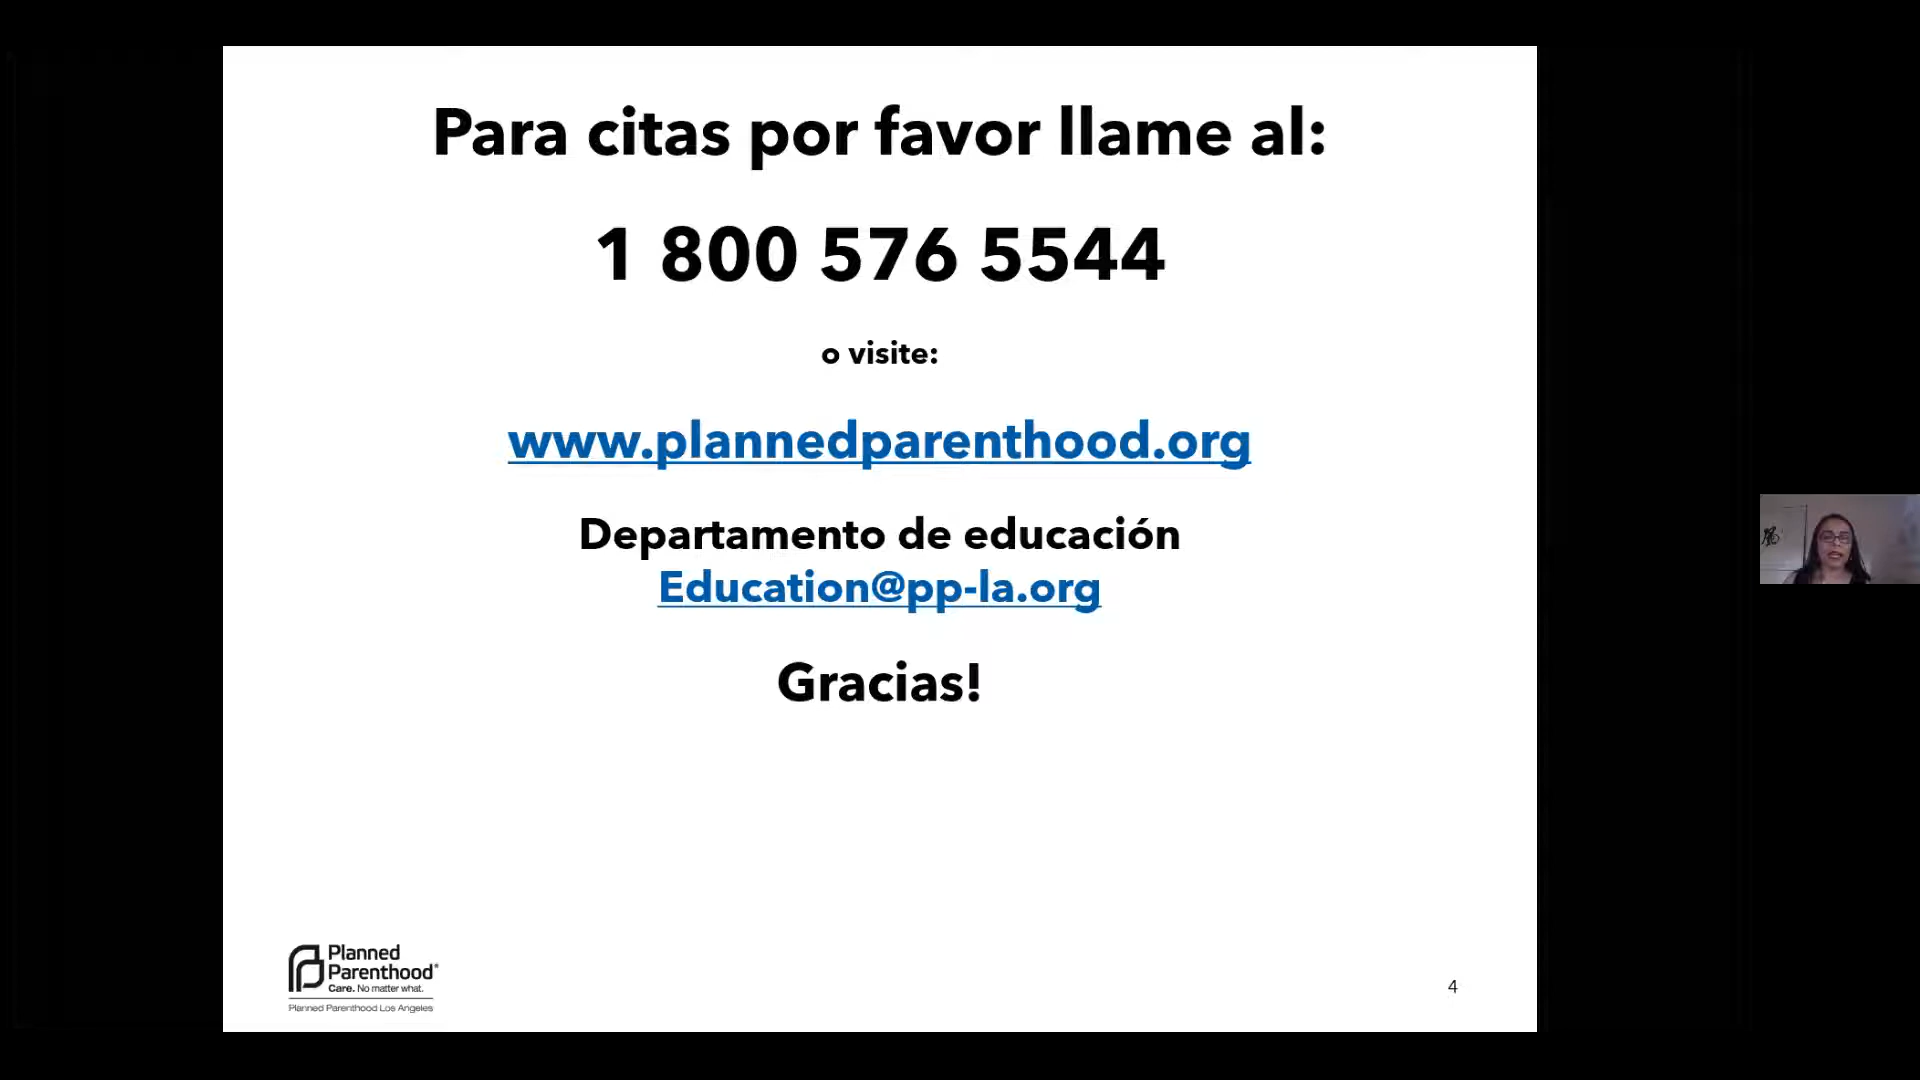 Para citas por favor llame al:
1 800 576 5544
o visite:
www.plannedparenthood.org
Departamento de educación
Education@pp-la.org
Gracias!
Planned
Parenthood®
Care. No matter what.
Planned Parenthood Los Angeles
4